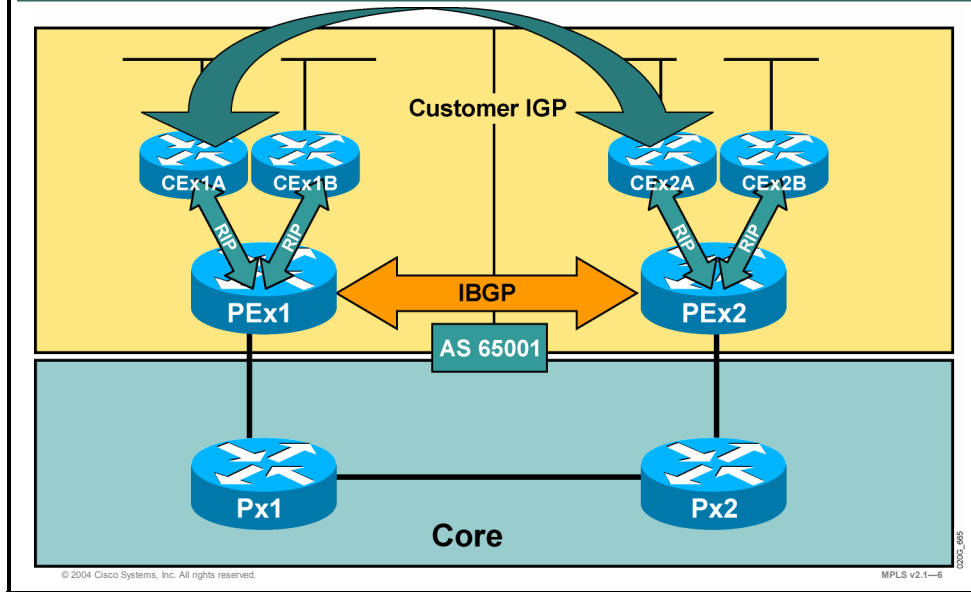 Customer IGP
CEx1A
CEx1B
CEx2A
CEx2B
RIP
RIP
RIP
RIP
PEx1
IBGP
PEx2
AS 65001
Px1
Px2
Core
© 2004 Cisco Systems, Inc. All rights reserved.
MPLS v2.1—6
020G_665